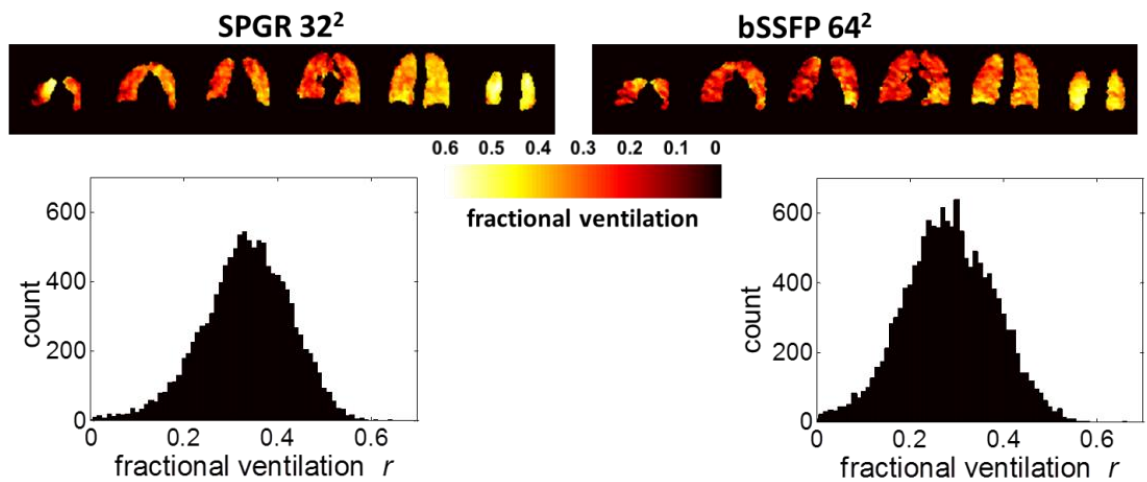 SPGR 32²
bSSFP 64²
0.6 0.5 0.4 0.3 0.2 0.1 0
fractional ventilation
600
400
200
0
count
0 0.2 0.4 0.6
fractional ventilation r
600
400
200
0
count
0 0.2 0.4 0.6
fractional ventilation r